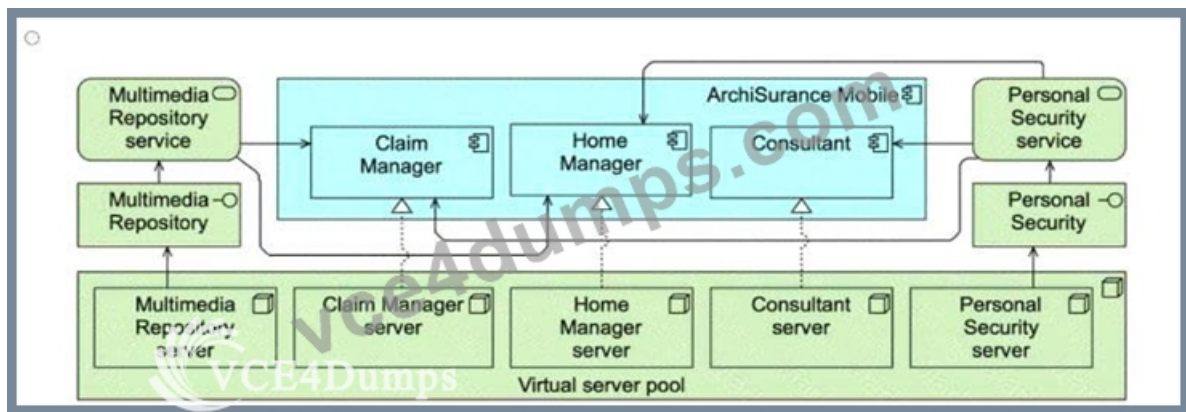 Multimedia
Repository
service
ArchiSurance Mobile
Claim
Manager
Home
Manager
Consultant
Personal
Security
service
Multimedia
Repository
Personal
Security
Multimedia
Repository
server
Claim Manager
server
Home
Manager
server
Consultant
server
Personal
Security
server
Virtual server pool
vce4dumps.com
VCE4Dumps